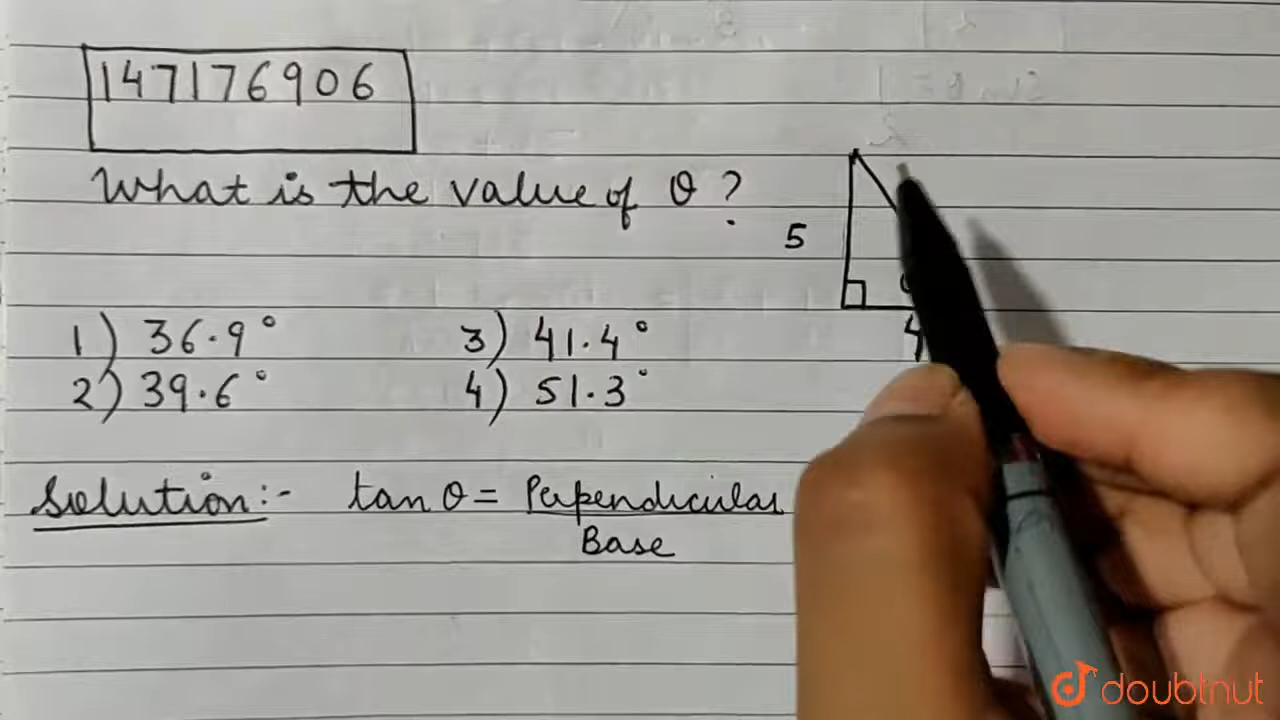 147176906
What is the value of θ ?
5
4
1) 36.9° 3) 41.4°
2) 39.6° 4) 51.3°
Solution:- tan θ = Perpendicular
Base
doubtnut